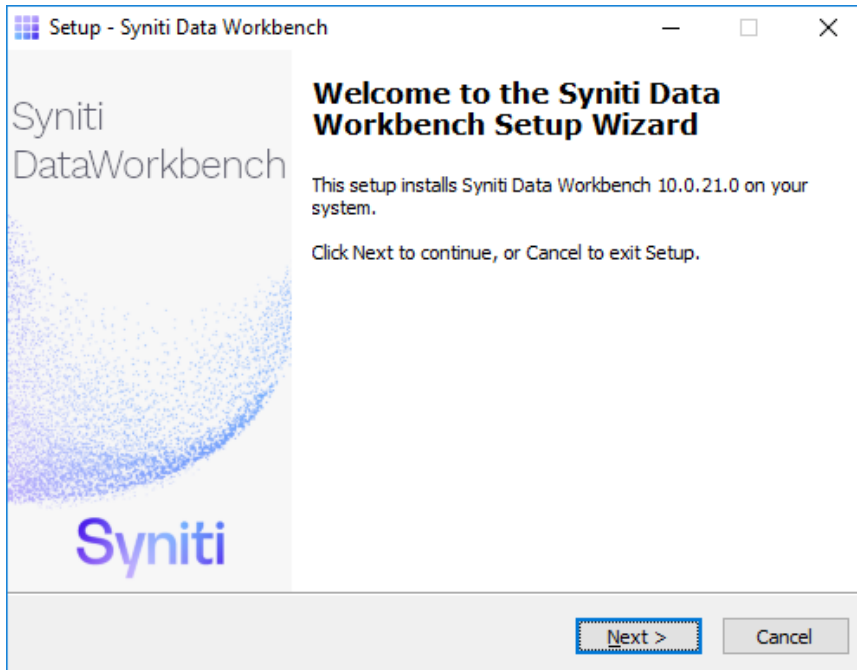 Setup - Syniti Data Workbench
Syniti
DataWorkbench
Welcome to the Syniti Data
Workbench Setup Wizard
This setup installs Syniti Data Workbench 10.0.21.0 on your
system.
Click Next to continue, or Cancel to exit Setup.
Syniti
Next >
Cancel